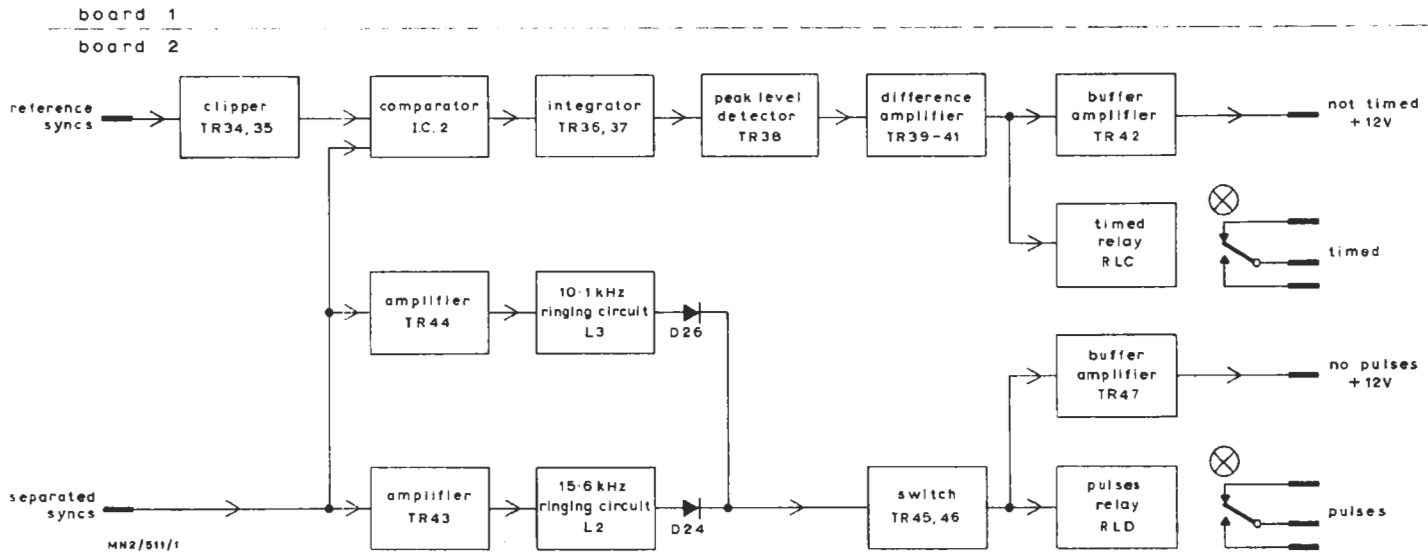 board 1
board 2
reference
syncs
clipper
TR34, 35
comparator
I.C. 2
integrator
TR36, 37
peak level
detector
TR38
difference
amplifier
TR39-41
buffer
amplifier
TR42
not timed
+12V
timed
relay
RLC
timed
amplifier
TR44
10·1 kHz
ringing circuit
L3
D26
buffer
amplifier
TR47
no pulses
+12V
separated
syncs
amplifier
TR43
15·6 kHz
ringing circuit
L2
D24
switch
TR45, 46
pulses
relay
RLD
pulses
MN2/511/1